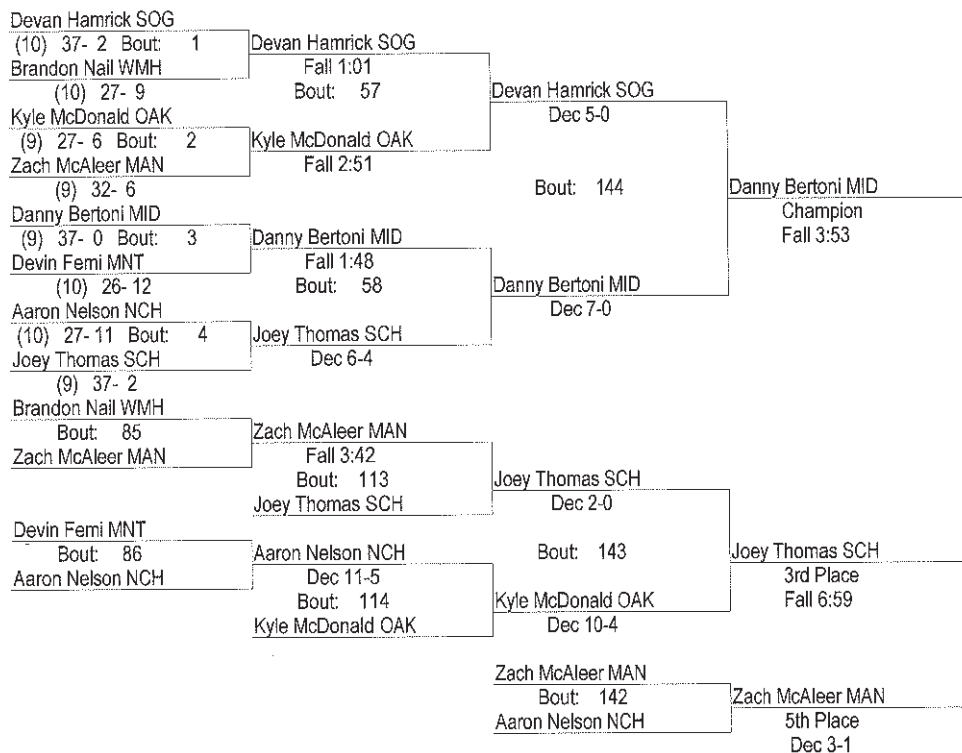 Devan Hamrick SOG
(10) 37- 2 Bout: 1
Brandon Nail WMH
(10) 27- 9
Kyle McDonald OAK
(9) 27- 6 Bout: 2
Zach McAleer MAN
(9) 32- 6
Danny Bertoni MID
(9) 37- 0 Bout: 3
Devin Femi MNT
(10) 26- 12
Aaron Nelson NCH
(10) 27- 11 Bout: 4
Joey Thomas SCH
(9) 37- 2
Devan Hamrick SOG
Fall 1:01
Bout: 57
Kyle McDonald OAK
Fall 2:51
Danny Bertoni MID
Fall 1:48
Bout: 58
Joey Thomas SCH
Dec 6-4
Devan Hamrick SOG
Dec 5-0
Bout: 144
Danny Bertoni MID
Dec 7-0
Danny Bertoni MID
Champion
Fall 3:53
Brandon Nail WMH
Bout: 85
Zach McAleer MAN
Devin Femi MNT
Bout: 86
Aaron Nelson NCH
Zach McAleer MAN
Fall 3:42
Bout: 113
Joey Thomas SCH
Aaron Nelson NCH
Dec 11-5
Bout: 114
Kyle McDonald OAK
Joey Thomas SCH
Dec 2-0
Bout: 143
Kyle McDonald OAK
Dec 10-4
Joey Thomas SCH
3rd Place
Fall 6:59
Zach McAleer MAN
Bout: 142
Aaron Nelson NCH
Zach McAleer MAN
5th Place
Dec 3-1